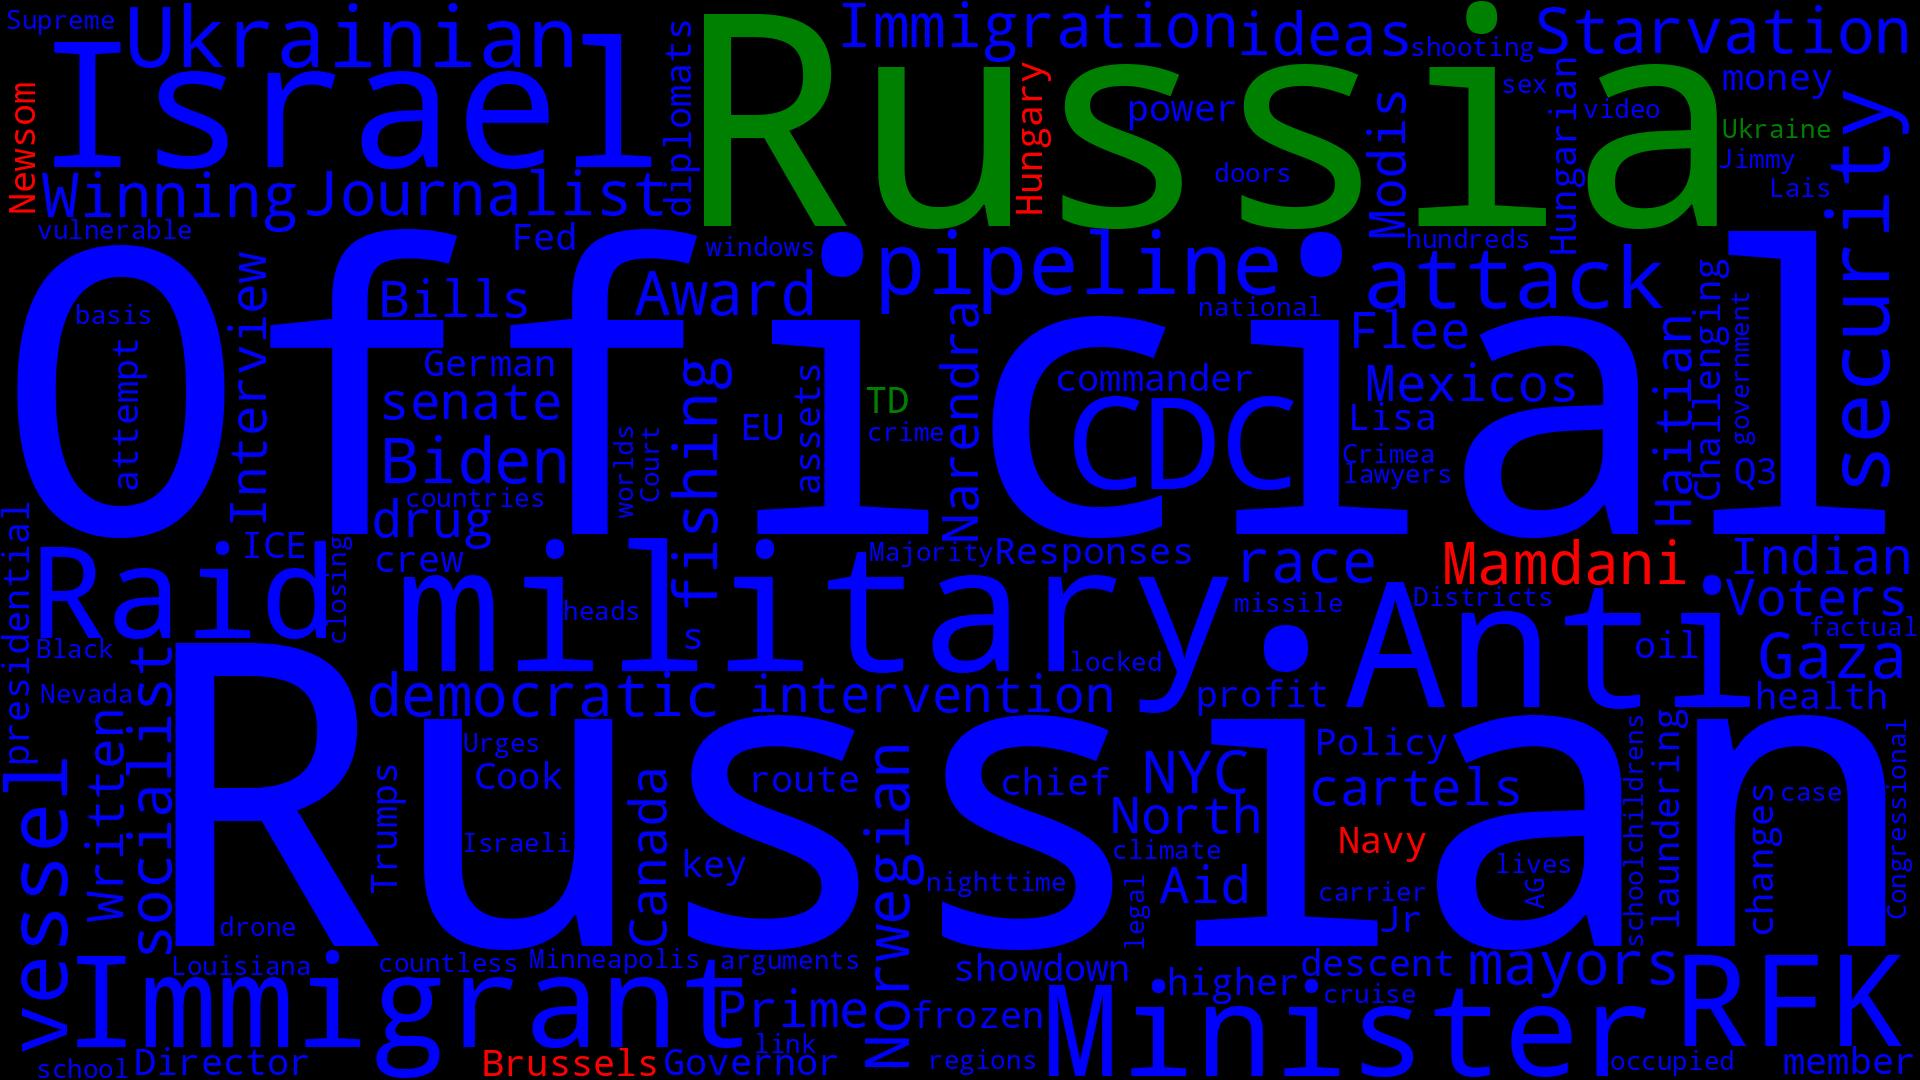 Supreme
Ukrainian
Israel
Newsom
Winning
Journalist
diplomats
Russia
Immigration
ideas
shooting
Starvation
Hungary
power
doors
Modis
sex
Hungarian
video
money
Ukraine
Jimmy
Lais
security
vulnerable
Fed
windows
pipeline
hundreds
attack
Official
basis
attempt
Interview
Bills
Award
German
senate
Biden
countries
drug
crew
worlds
Court
fishing
EU
assets
TD
crime
Narendra
national
commander
CDC
Flee
Mexicos
Lisa
Crimea
lawyers
Haitian
Challenging
government
Q3
presidential
Raid
ICE
closing
military
heads
s
Majority
Responses
race
missile
locked
Mamdani
Districts
Anti
Indian
Voters
factual
oil
Gaza
health
Black
Nevada
socialist
Written
vessel
democratic
intervention
profit
Russian
Trumps
Urges
Cook
Israeli
Canada
key
route
Norwegian
chief
nighttime
NYC
North
climate
Aid
legal
Policy
cartels
Navy
carrier
Jr
lives
AG
schoolchildrens
laundering
changes
case
Congressional
drone
Louisiana
countless
Minneapolis
arguments
Immigrant
Prime
link
showdown
frozen
regions
higher
descent
cruise
mayors
Minister
RFK
school
Director
Brussels
Governor
occupied
member